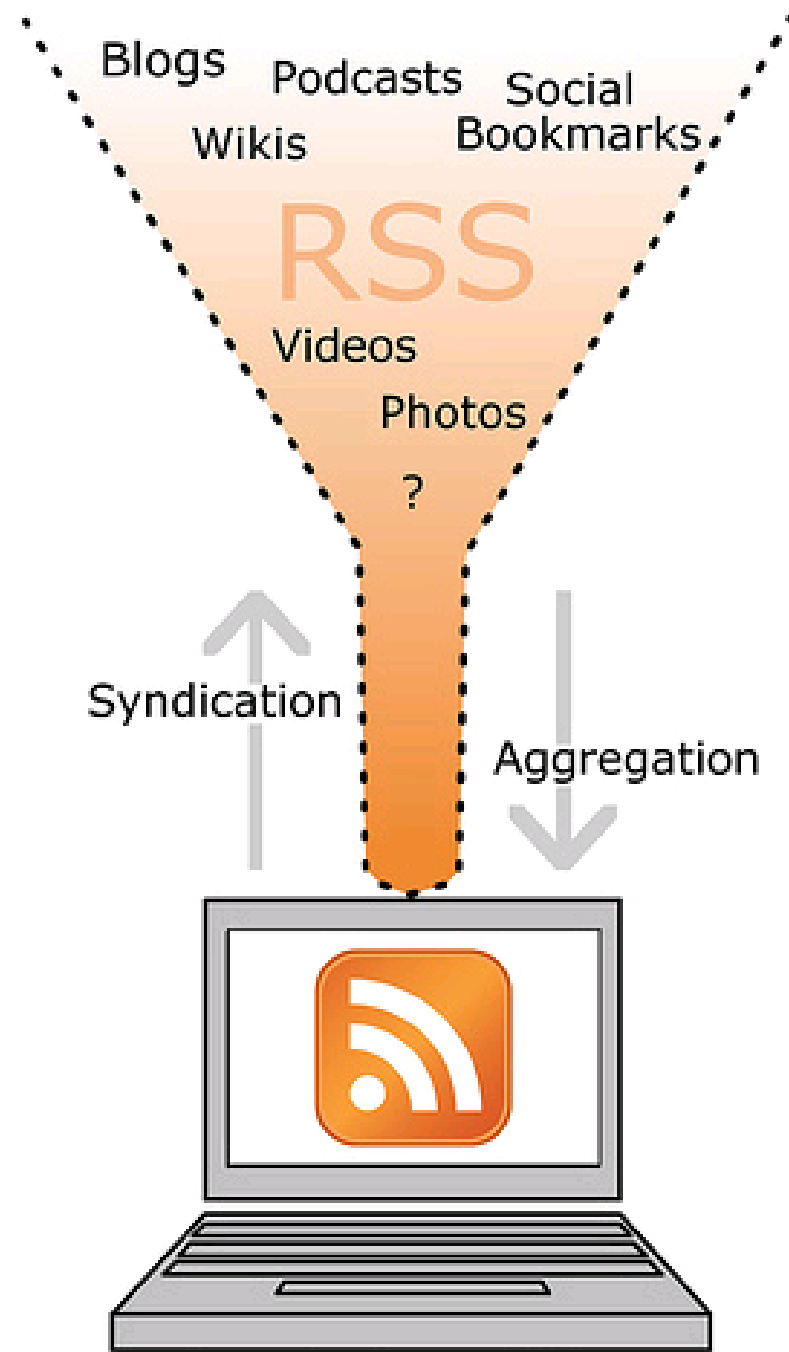 Blogs
Podcasts
Social
Bookmarks
Wikis
RSS
Videos
Photos
?
Syndication
Aggregation